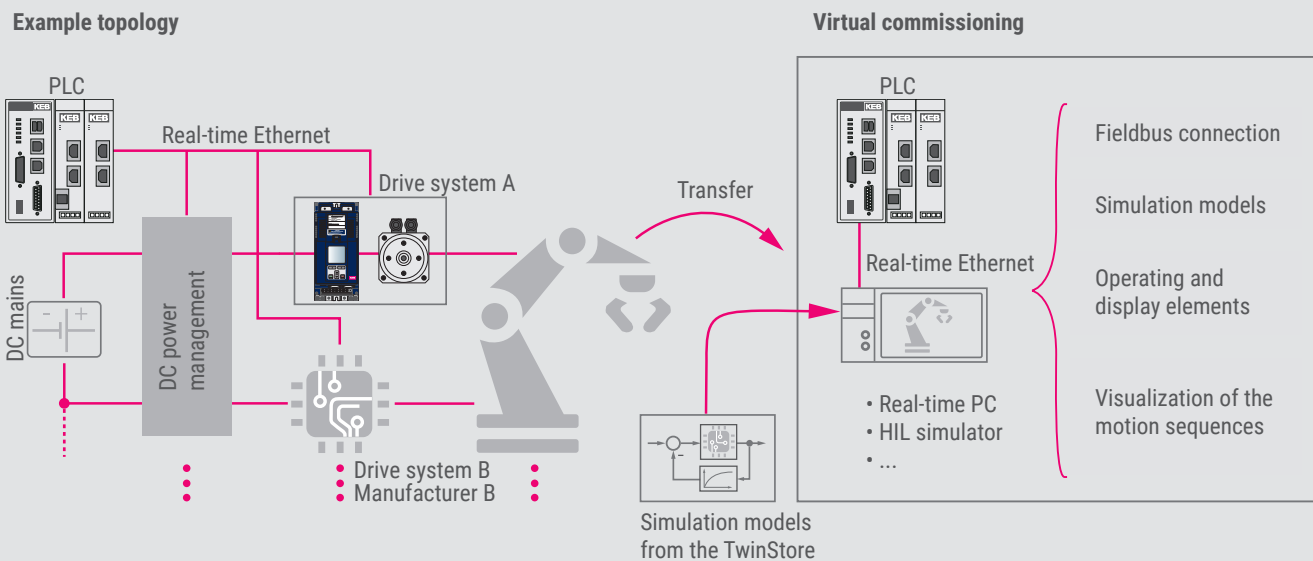 Example topology
PLC
KEB
KEB
KEB
Real-time Ethernet
Drive system A
DC mains
- +
DC power
management
Drive system B
Manufacturer B
Transfer
-
Simulation models
from the TwinStore
Virtual commissioning
PLC
KEB
KEB
KEB
Real-time Ethernet
• Real-time PC
• HIL simulator
• ...
Fieldbus connection
Simulation models
Operating and
display elements
Visualization of the
motion sequences